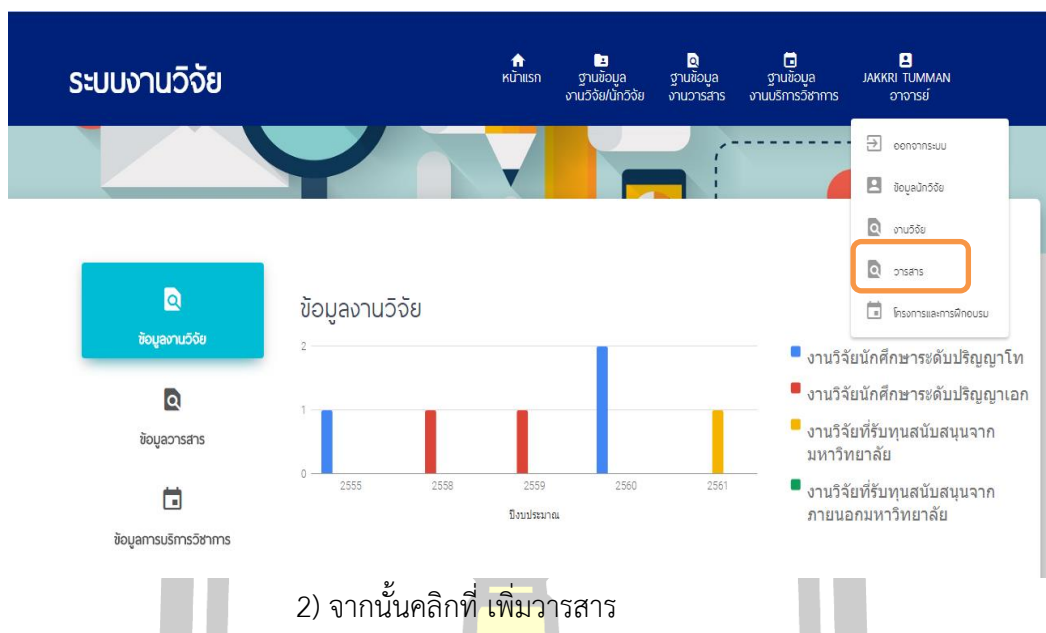 ระบบงานวิจัย
หน้าแรก
ฐานข้อมูล
งานวิจัย/นักวิจัย
ฐานข้อมูล
งานวารสาร
ฐานข้อมูล
งานบริการวิชาการ
JAKKRI TUMMAN
อาจารย์
ออกจากระบบ
ข้อมูลนักวิจัย
งานวิจัย
วารสาร
โครงการและการฝึกอบรม
ข้อมูลงานวิจัย
ข้อมูลวารสาร
ข้อมูลการบริการวิชาการ
ข้อมูลงานวิจัย
2
1
0
2555
2558
2559
2560
2561
ปีงบประมาณ
งานวิจัยนักศึกษาระดับปริญญาโท
งานวิจัยนักศึกษาระดับปริญญาเอก
งานวิจัยที่รับทุนสนับสนุนจาก
มหาวิทยาลัย
งานวิจัยที่รับทุนสนับสนุนจาก
ภายนอกมหาวิทยาลัย
2) จากนั้นคลิกที่ เพิ่มวารสาร